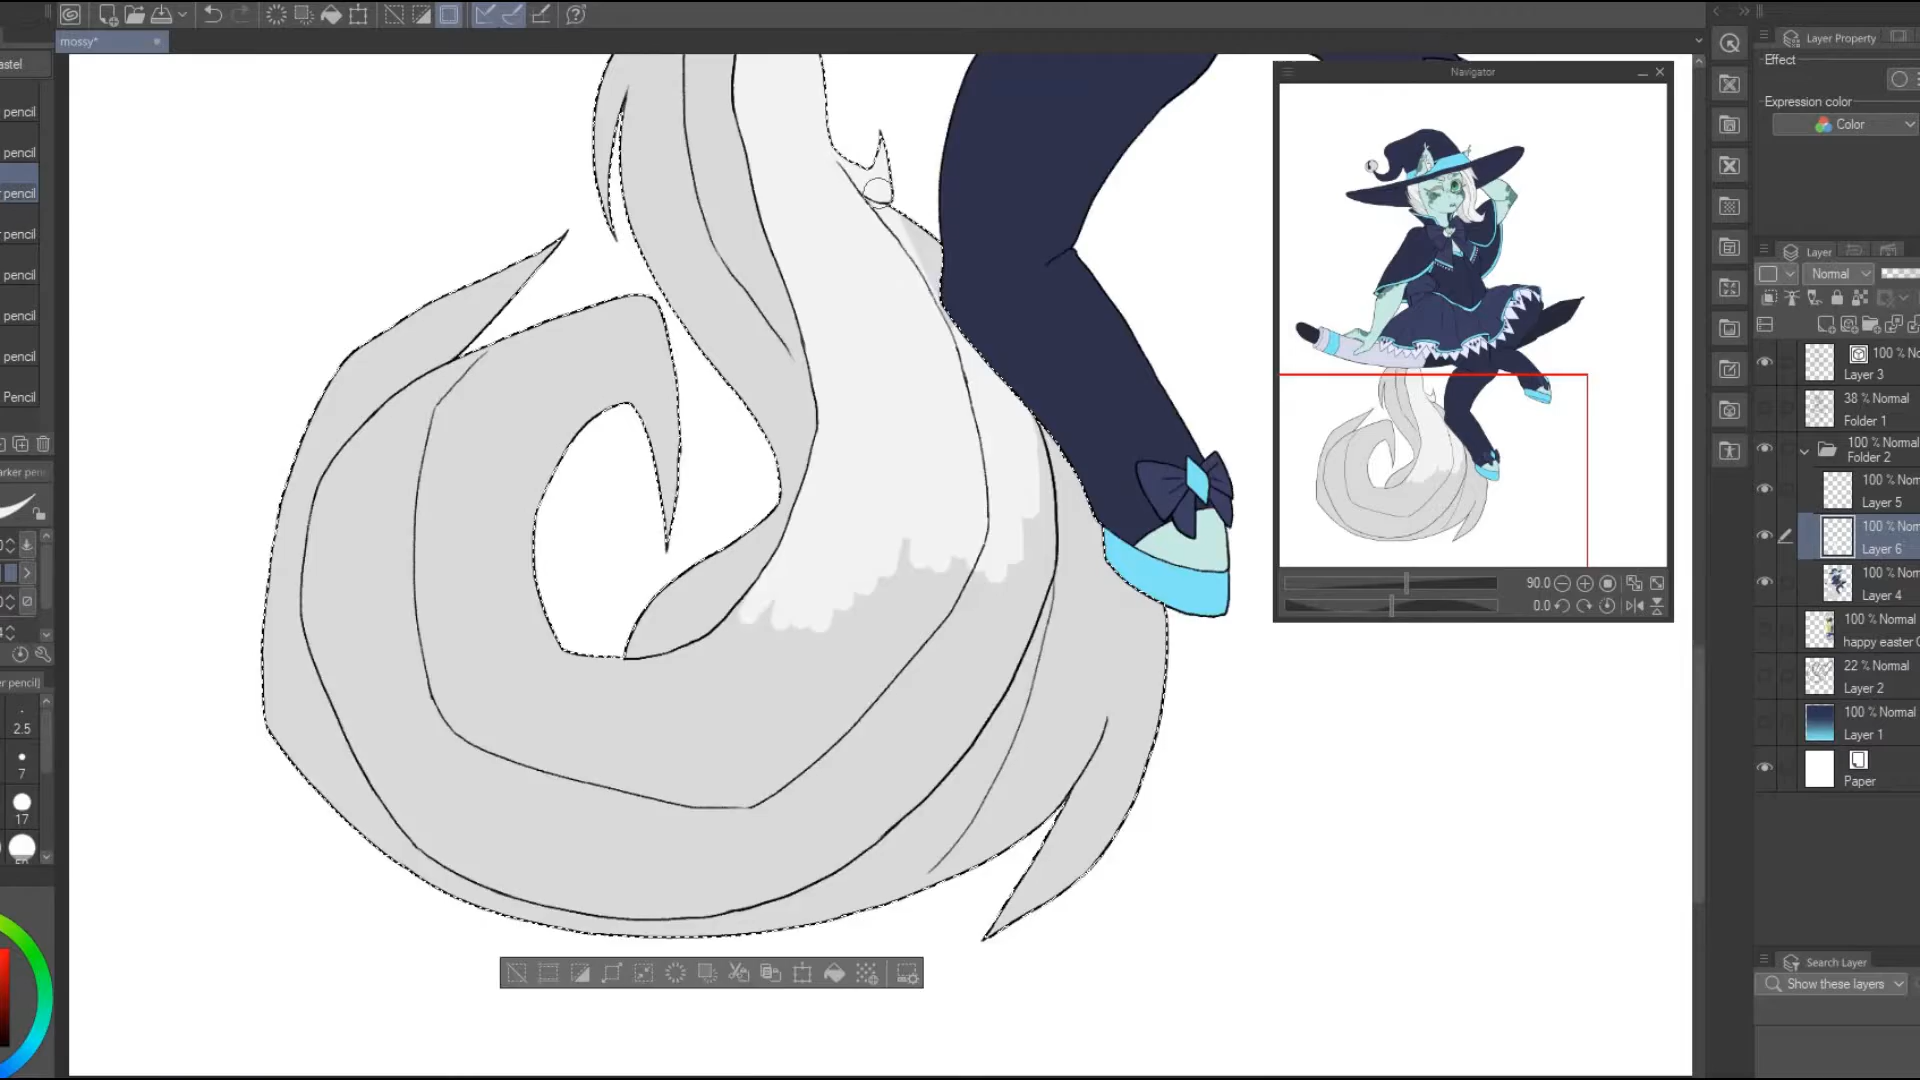 mossy*
astel
pencil
pencil
r pencil
r pencil
pencil
r pencil
pencil
Pencil
arker pen
r pencil]
2.5
7
17
Navigator
90.0
0.0
Layer Property
Effect
Expression color
Color
Layer
Normal
100 % No
Layer 3
38 % Normal
Folder 1
100 % Normal
Folder 2
100 % Nor
Layer 5
100 % Nor
Layer 6
100 % Nor
Layer 4
100 % Normal
happy easter C
22 % Normal
Layer 2
100 % Normal
Layer 1
Paper
Search Layer
Show these layers